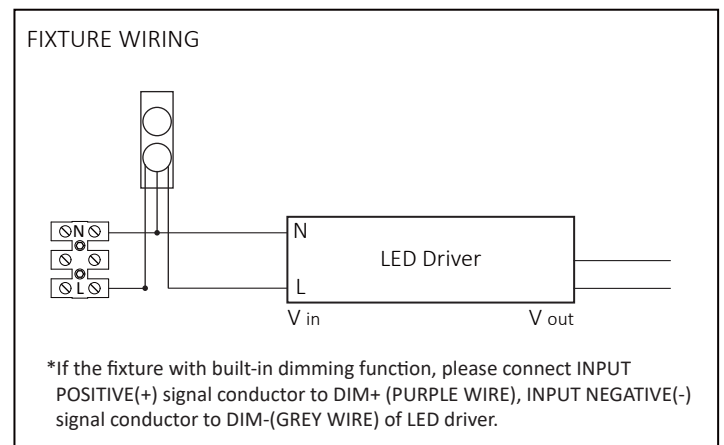 FIXTURE WIRING
N
L
N
L
LED Driver
V in
V out
*If the fixture with built-in dimming function, please connect INPUT
POSITIVE(+) signal conductor to DIM+ (PURPLE WIRE), INPUT NEGATIVE(-)
signal conductor to DIM-(GREY WIRE) of LED driver.